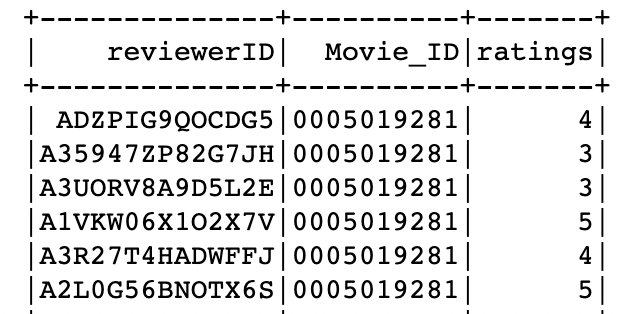 +--------------+----------+-------+
|    reviewerID|  Movie_ID|ratings|
+--------------+----------+-------+
| ADZPIG9QOCDG5|0005019281|      4|
|A35947ZP82G7JH|0005019281|      3|
|A3UORV8A9D5L2E|0005019281|      3|
|A1VKW06X1O2X7V|0005019281|      5|
|A3R27T4HADWFFJ|0005019281|      4|
|A2L0G56BNOTX6S|0005019281|      5|